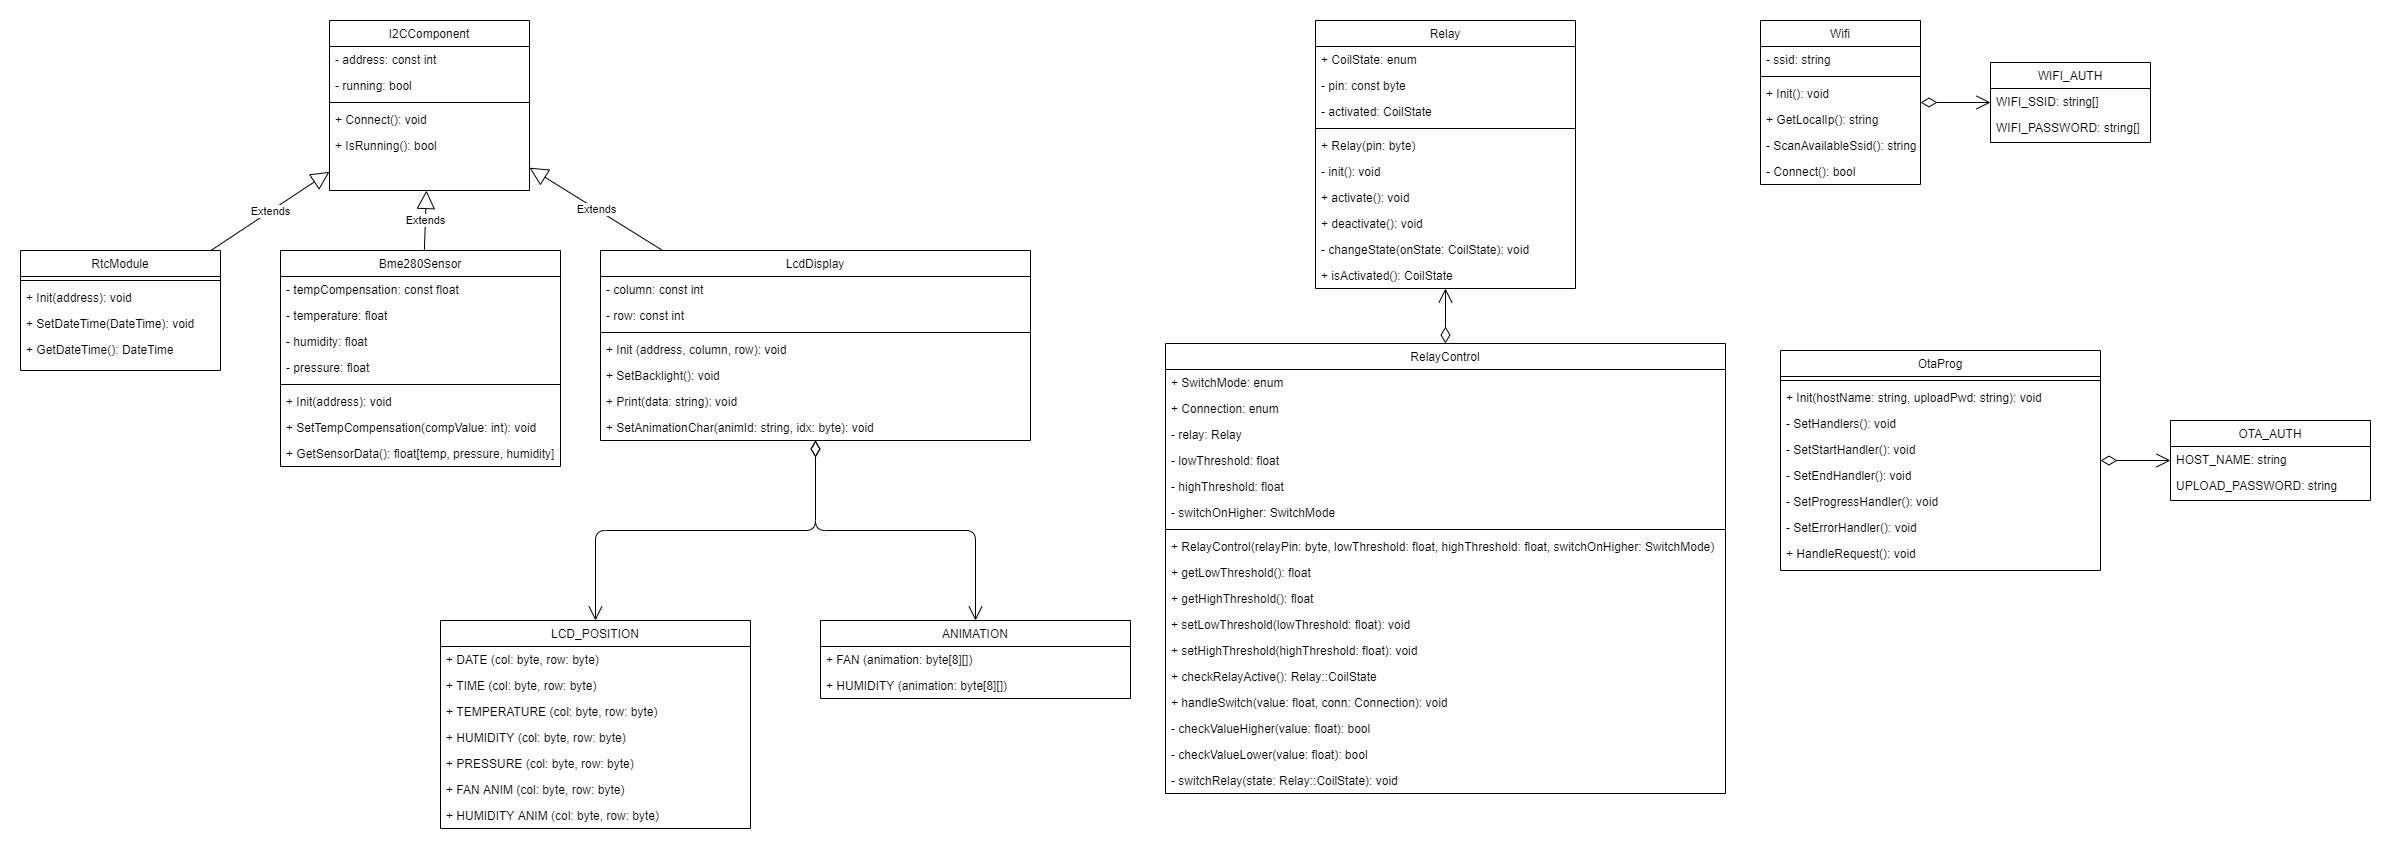 I2CComponent
- address: const int
- running: bool
+ Connect(): void
+ IsRunning(): bool
Extends
Extends
Extends
RtcModule
+ Init(address): void
+ SetDateTime(DateTime): void
+ GetDateTime(): DateTime
Bme280Sensor
- tempCompensation: const float
- temperature: float
- humidity: float
- pressure: float
+ Init(address): void
+ SetTempCompensation(compValue: int): void
+ GetSensorData(): float[temp, pressure, humidity]
LcdDisplay
- column: const int
- row: const int
+ Init (address, column, row): void
+ SetBacklight(): void
+ Print(data: string): void
+ SetAnimationChar(animId: string, idx: byte): void
LCD_POSITION
+ DATE (col: byte, row: byte)
+ TIME (col: byte, row: byte)
+ TEMPERATURE (col: byte, row: byte)
+ HUMIDITY (col: byte, row: byte)
+ PRESSURE (col: byte, row: byte)
+ FAN ANIM (col: byte, row: byte)
+ HUMIDITY ANIM (col: byte, row: byte)
ANIMATION
+ FAN (animation: byte[8][])
+ HUMIDITY (animation: byte[8][])
Relay
+ CoilState: enum
- pin: const byte
- activated: CoilState
+ Relay(pin: byte)
- init(): void
+ activate(): void
+ deactivate(): void
- changeState(onState: CoilState): void
+ isActivated(): CoilState
RelayControl
+ SwitchMode: enum
+ Connection: enum
- relay: Relay
- lowThreshold: float
- highThreshold: float
- switchOnHigher: SwitchMode
+ RelayControl(relayPin: byte, lowThreshold: float, highThreshold: float, switchOnHigher: SwitchMode)
+ getLowThreshold(): float
+ getHighThreshold(): float
+ setLowThreshold(lowThreshold: float): void
+ setHighThreshold(highThreshold: float): void
+ checkRelayActive(): Relay::CoilState
+ handleSwitch(value: float, conn: Connection): void
- checkValueHigher(value: float): bool
- checkValueLower(value: float): bool
- switchRelay(state: Relay::CoilState): void
Wifi
- ssid: string
+ Init(): void
+ GetLocalIp(): string
- ScanAvailableSsid(): string
- Connect(): bool
WIFI_AUTH
WIFI_SSID: string[]
WIFI_PASSWORD: string[]
OtaProg
+ Init(hostName: string, uploadPwd: string): void
- SetHandlers(): void
- SetStartHandler(): void
- SetEndHandler(): void
- SetProgressHandler(): void
- SetErrorHandler(): void
+ HandleRequest(): void
OTA_AUTH
HOST_NAME: string
UPLOAD_PASSWORD: string